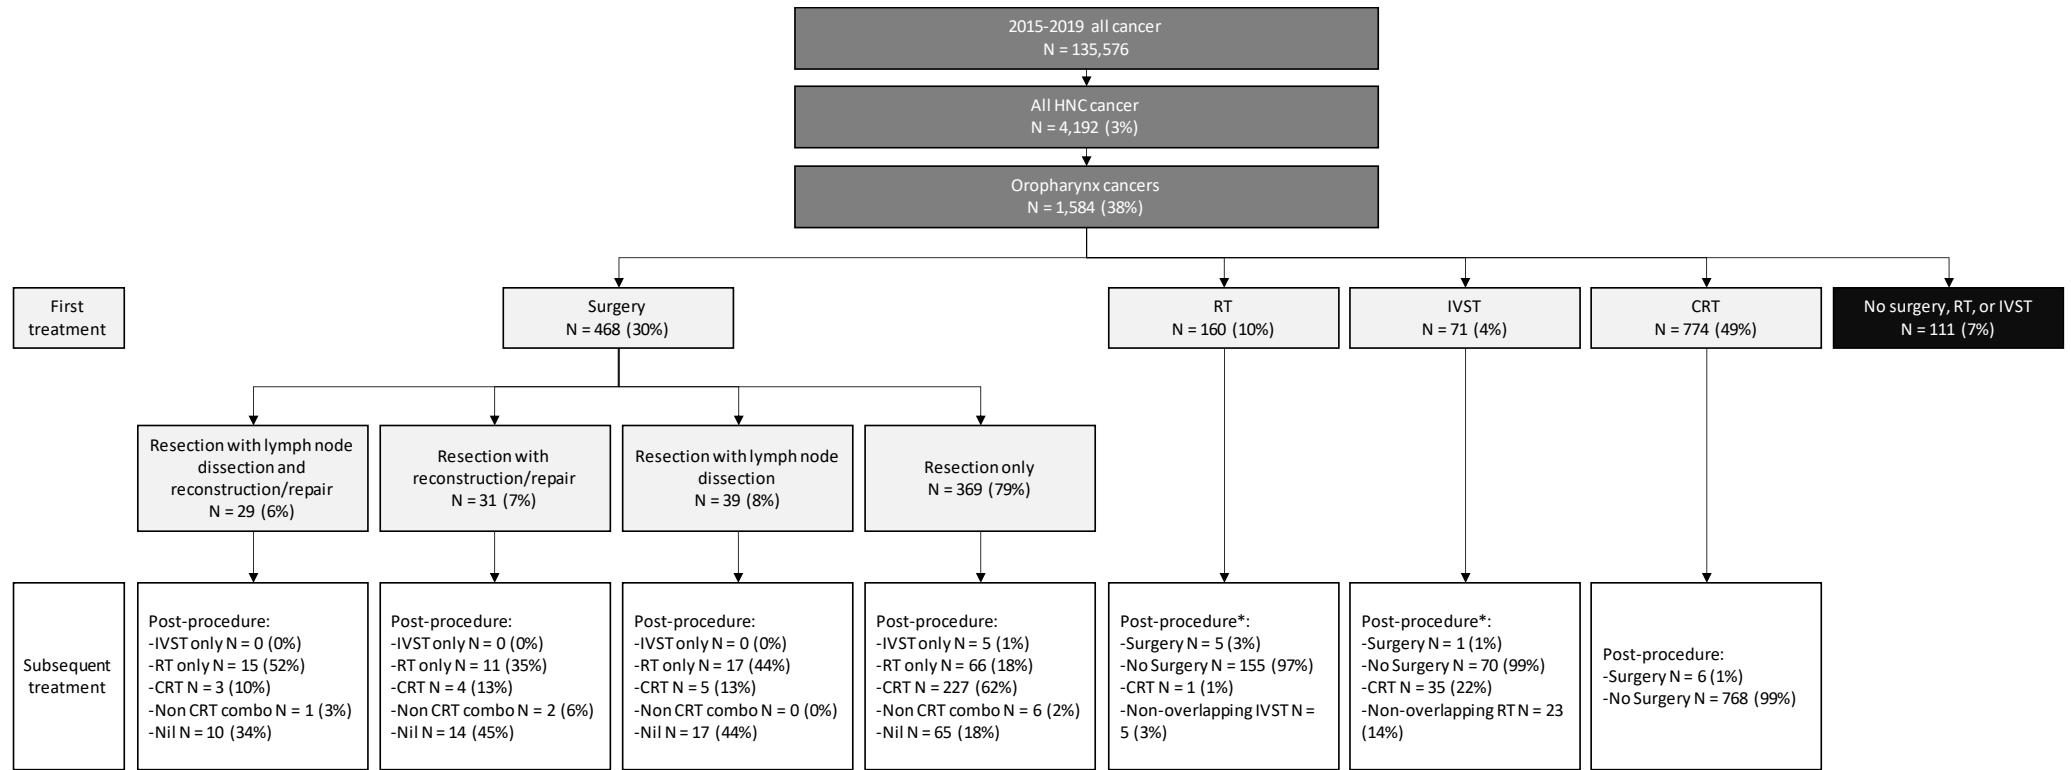 2015-2019 all cancer
N = 135,576
All HNC cancer
N = 4,192 (3%)
Oropharynx cancers
N = 1,584 (38%)
First
treatment
Surgery
N = 468 (30%)
RT
N = 160 (10%)
IVST
N = 71 (4%)
CRT
N = 774 (49%)
No surgery, RT, or IVST
N = 111 (7%)
Resection with lymph node
dissection and
reconstruction/repair
N = 29 (6%)
Resection with
reconstruction/repair
N = 31 (7%)
Resection with lymph node
dissection
N = 39 (8%)
Resection only
N = 369 (79%)
Subsequent
treatment
Post-procedure:
-IVST only N = 0 (0%)
-RT only N = 15 (52%)
-CRT N = 3 (10%)
-Non CRT combo N = 1 (3%)
-Nil N = 10 (34%)
Post-procedure:
-IVST only N = 0 (0%)
-RT only N = 11 (35%)
-CRT N = 4 (13%)
-Non CRT combo N = 2 (6%)
-Nil N = 14 (45%)
Post-procedure:
-IVST only N = 0 (0%)
-RT only N = 17 (44%)
-CRT N = 5 (13%)
-Non CRT combo N = 0 (0%)
-Nil N = 17 (44%)
Post-procedure:
-IVST only N = 5 (1%)
-RT only N = 66 (18%)
-CRT N = 227 (62%)
-Non CRT combo N = 6 (2%)
-Nil N = 65 (18%)
Post-procedure*:
-Surgery N = 5 (3%)
-No Surgery N = 155 (97%)
-CRT N = 1 (1%)
-Non-overlapping IVST N =
5 (3%)
Post-procedure*:
-Surgery N = 1 (1%)
-No Surgery N = 70 (99%)
-CRT N = 35 (22%)
-Non-overlapping RT N = 23
(14%)
Post-procedure:
-Surgery N = 6 (1%)
-No Surgery N = 768 (99%)